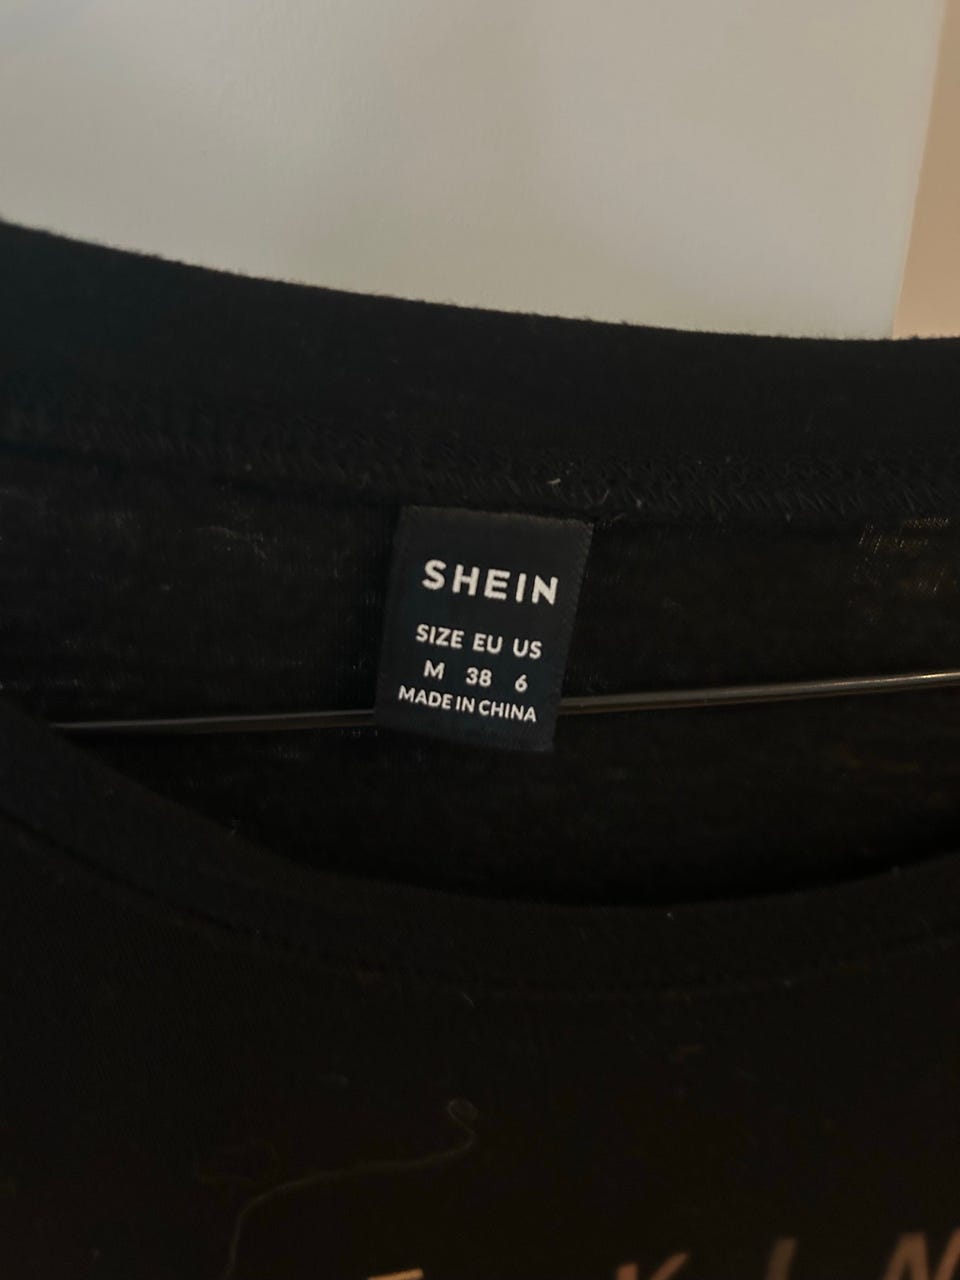 SHEIN
SIZE EU US
M 38 6
MADE IN CHINA